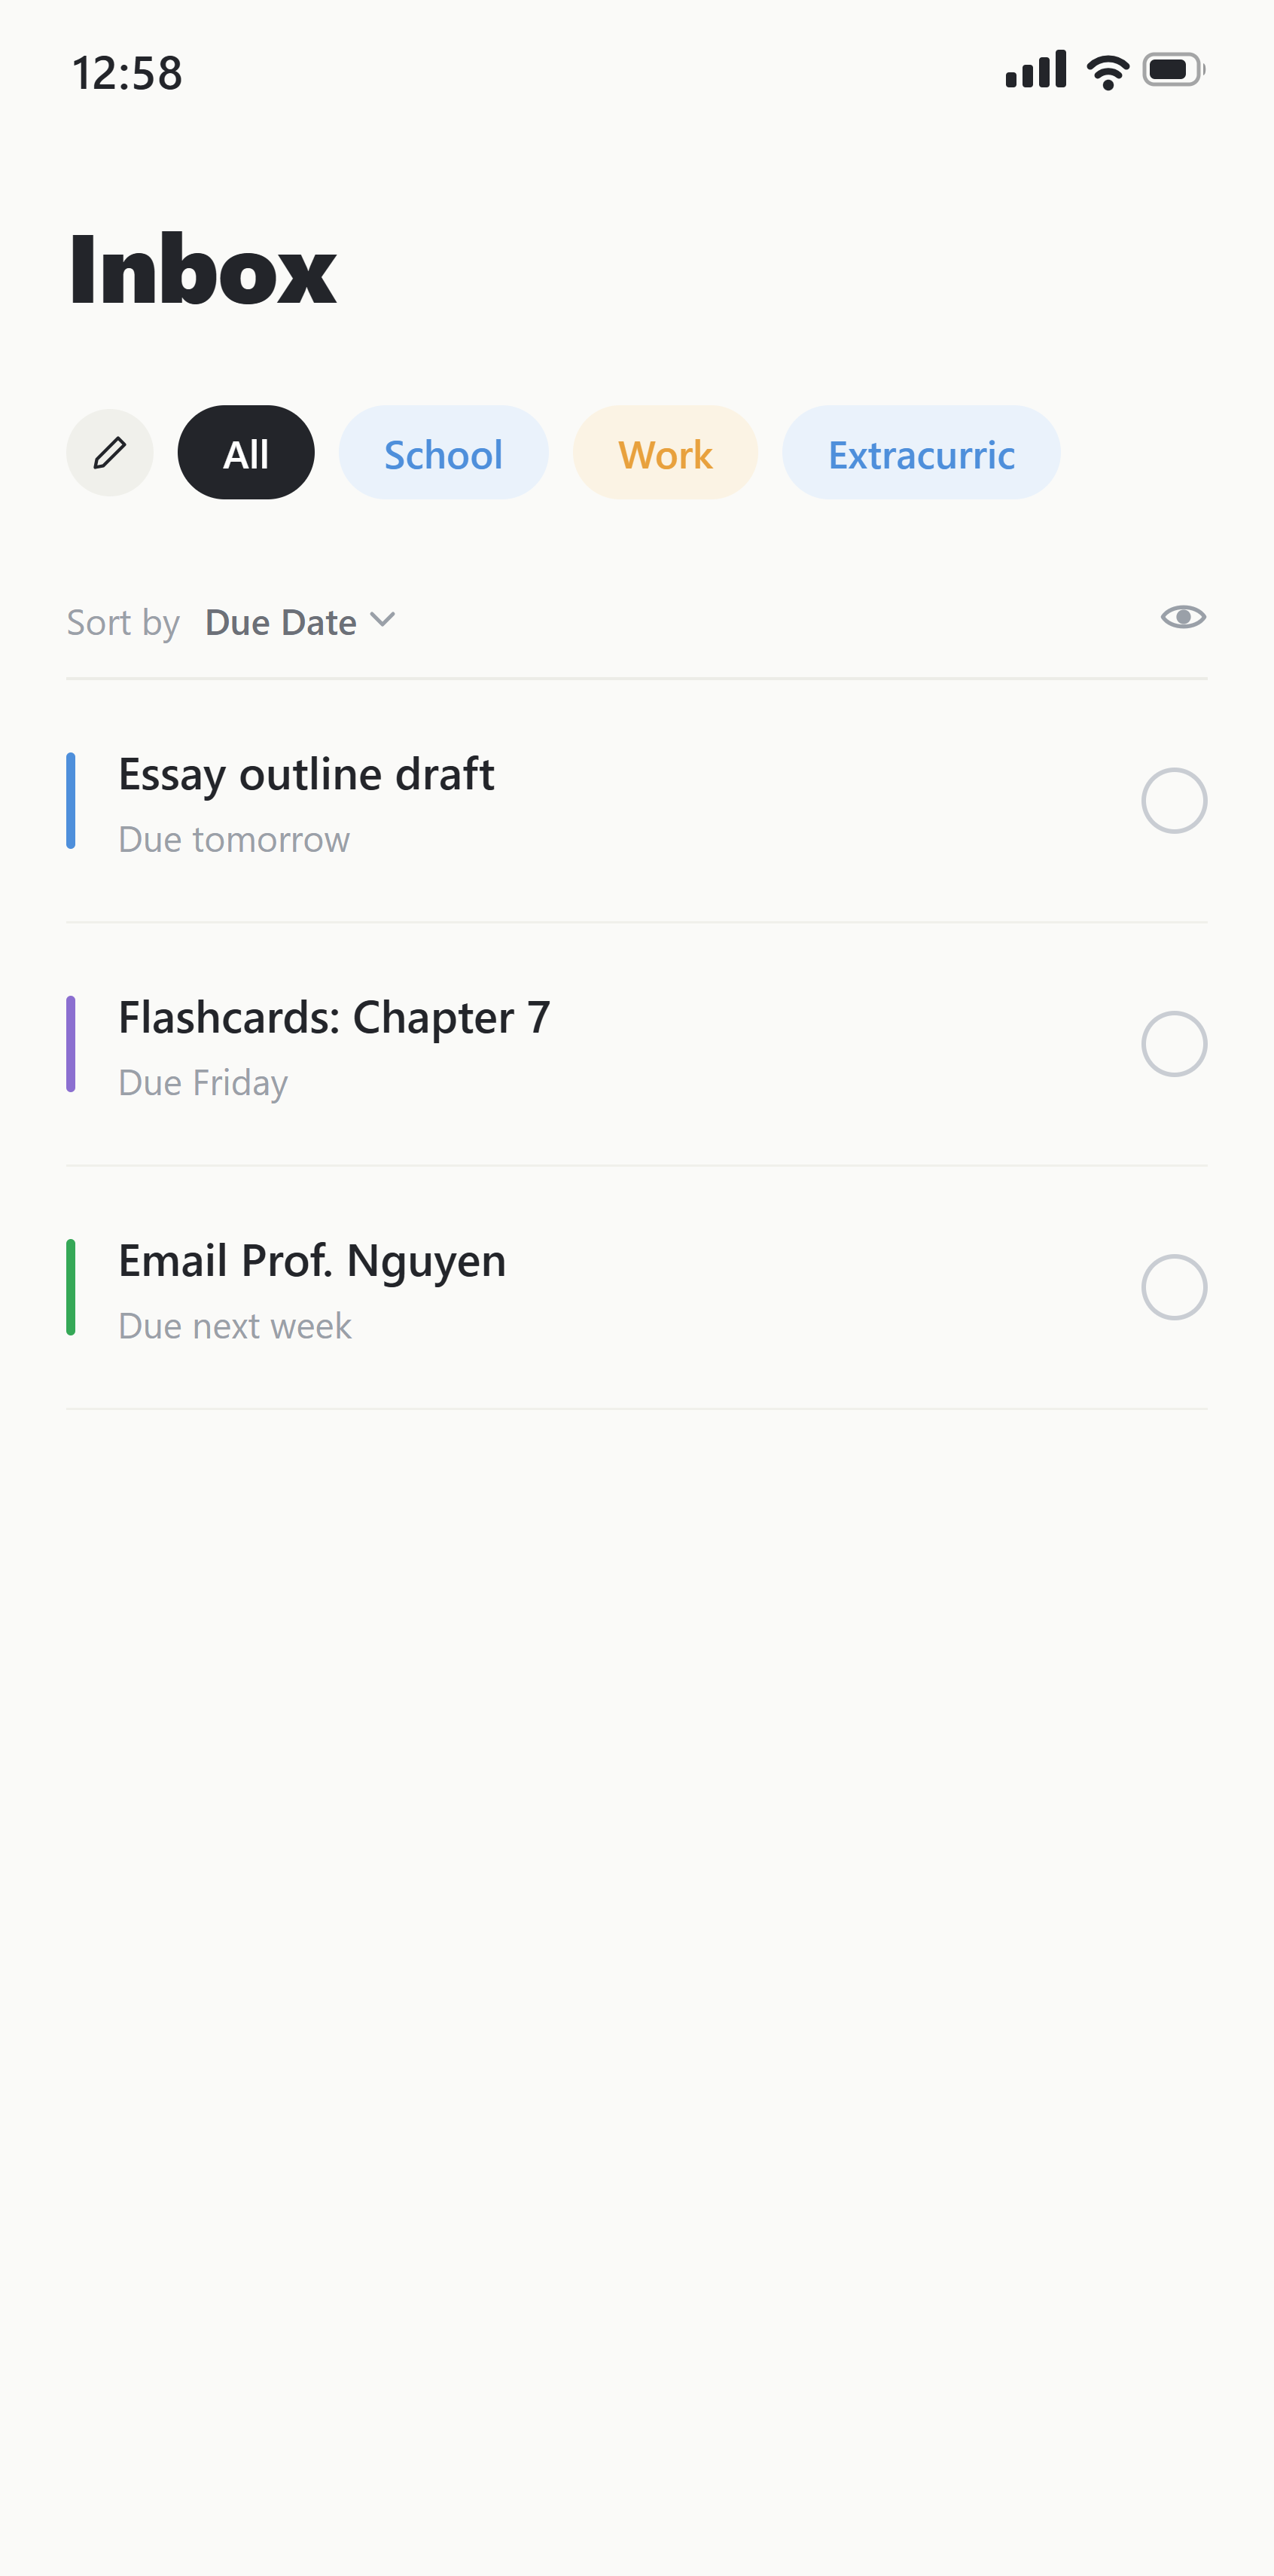 12:58
Inbox
All School Work Extracurric
Sort by Due Date
Essay outline draft
Due tomorrow
Flashcards: Chapter 7
Due Friday
Email Prof. Nguyen
Due next week